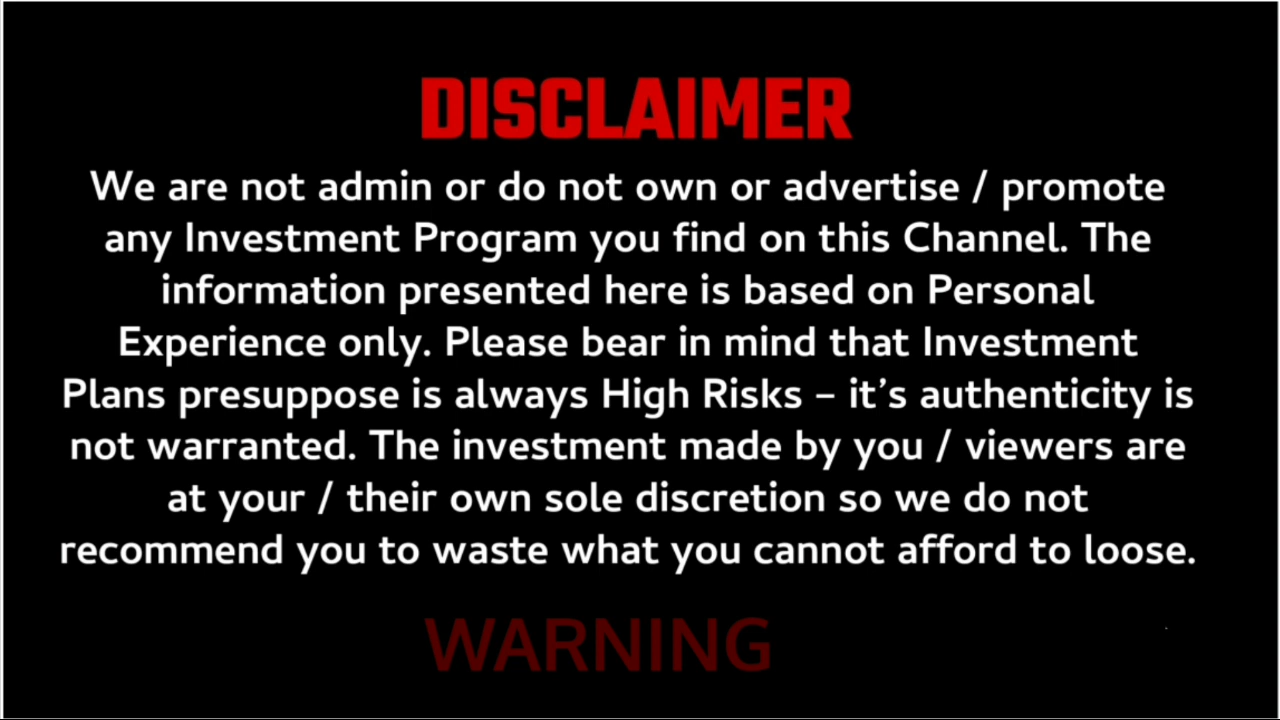 DISCLAIMER
We are not admin or do not own or advertise / promote
any Investment Program you find on this Channel. The
information presented here is based on Personal
Experience only. Please bear in mind that Investment
Plans presuppose is always High Risks – it’s authenticity is
not warranted. The investment made by you / viewers are
at your / their own sole discretion so we do not
recommend you to waste what you cannot afford to loose.
WARNING